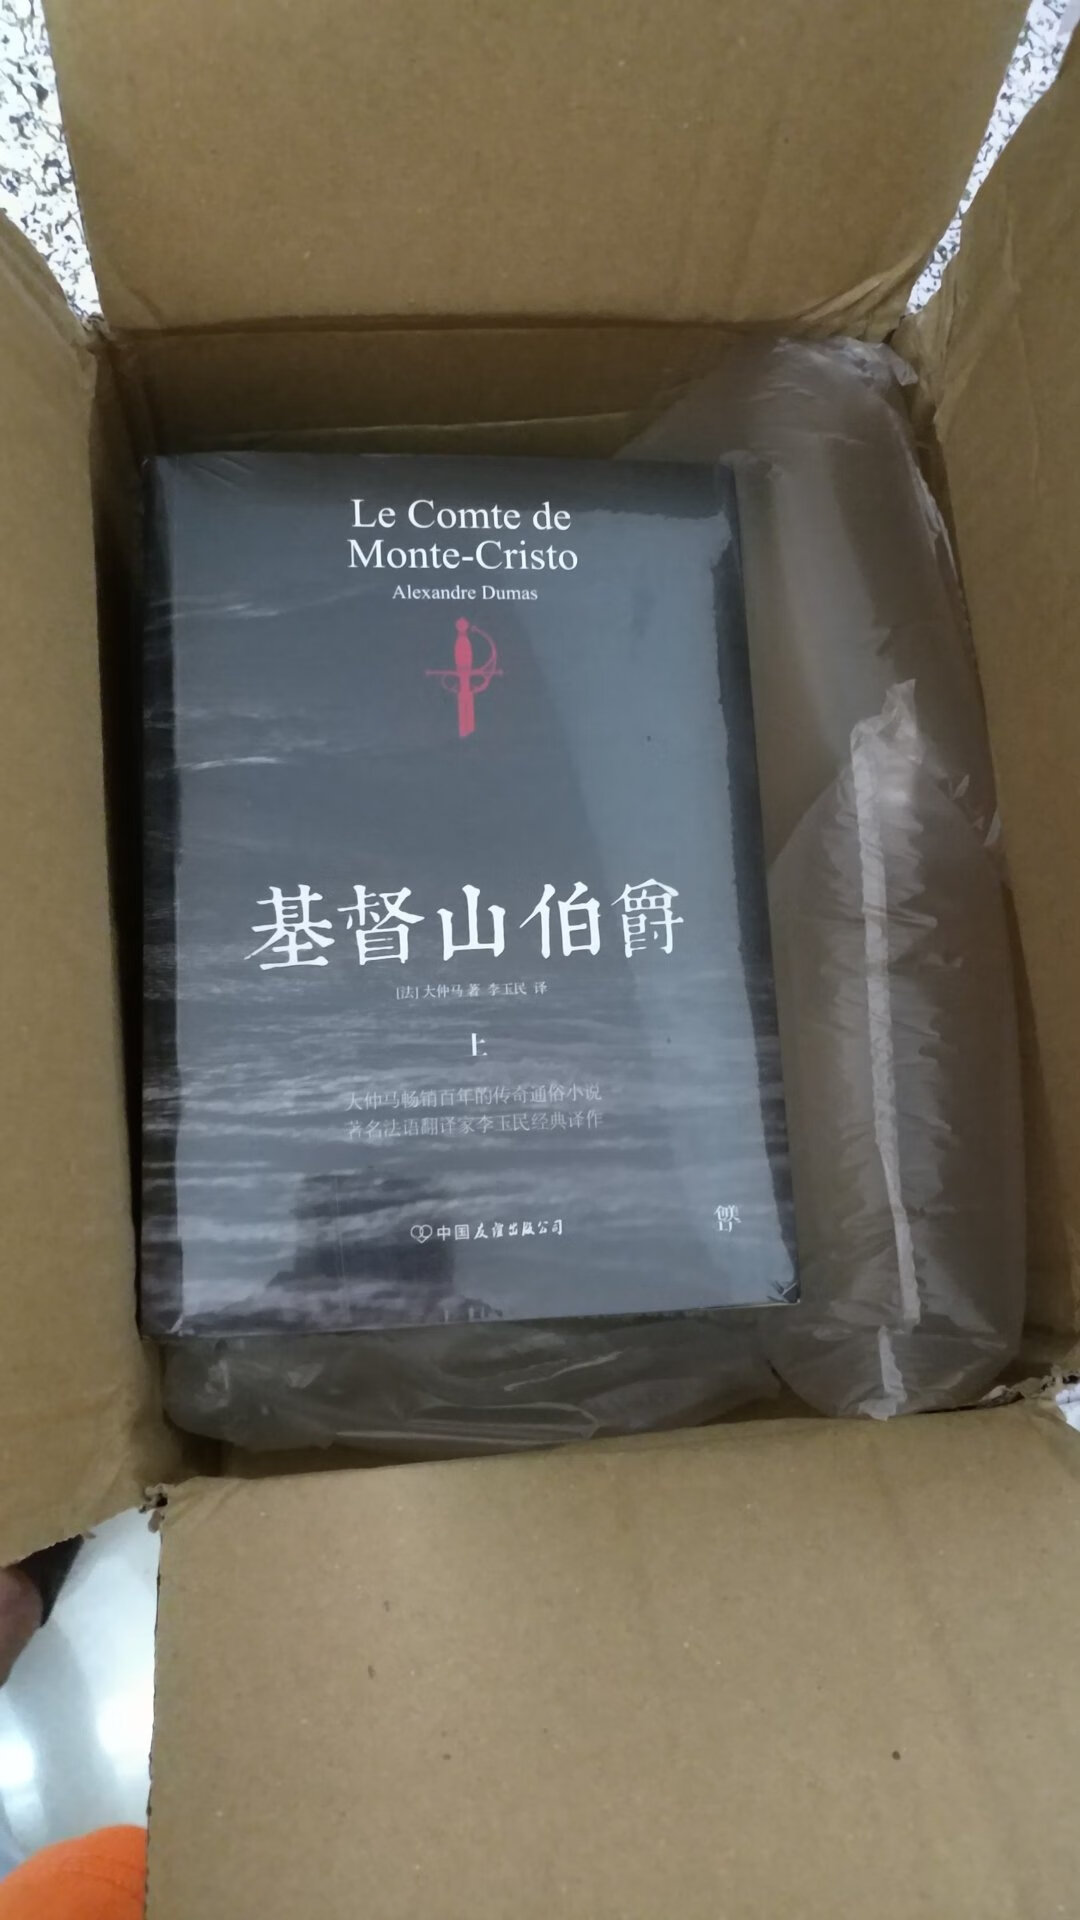 Le Comte de
Monte-Cristo
Alexandre Dumas
基督山伯爵
[法]大仲马 著 李玉民 译
上
大仲马畅销百年的传奇通俗小说
著名法语翻译家李玉民经典译作
中国友谊出版公司